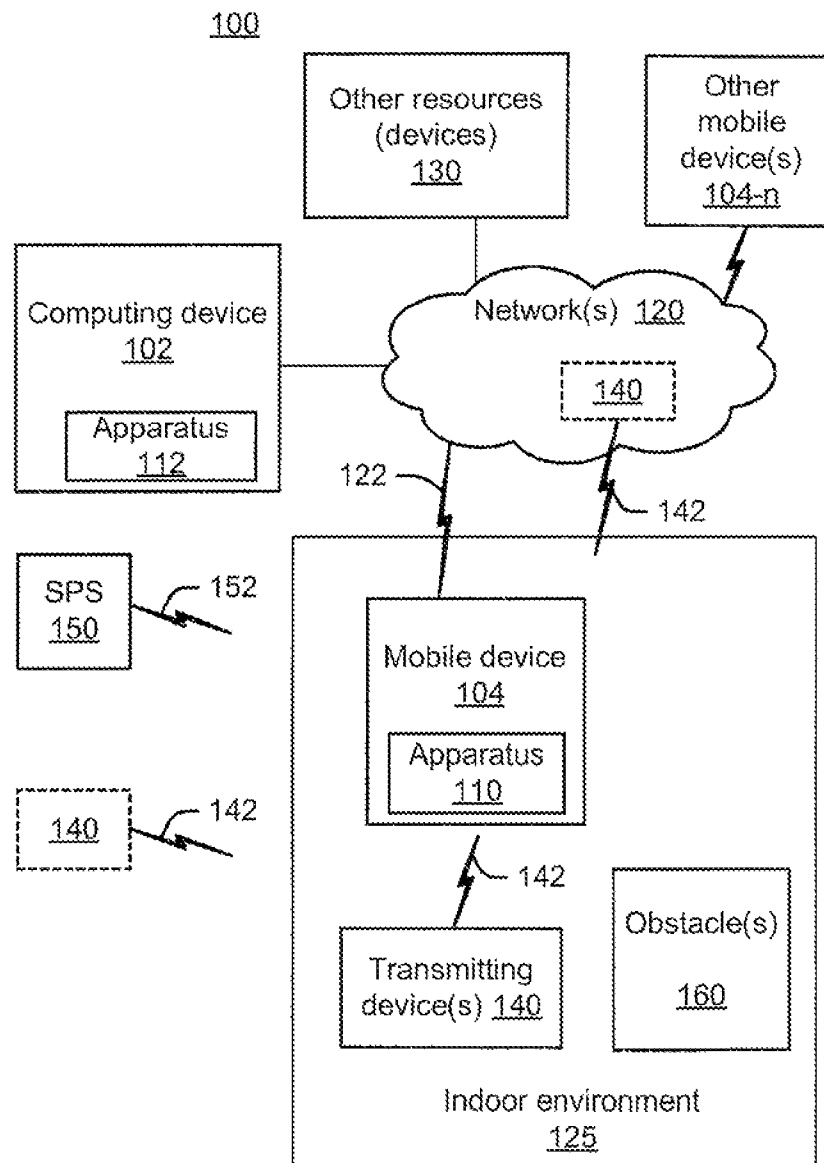 100
Other resources
(devices)
130
Other
mobile
device(s)
104-n
Computing device
102
Apparatus
112
Network(s) 120
140
122
142
SPS
150
152
Mobile device
104
Apparatus
110
140
142
142
Transmitting
device(s) 140
Obstacle(s)
160
Indoor environment
125